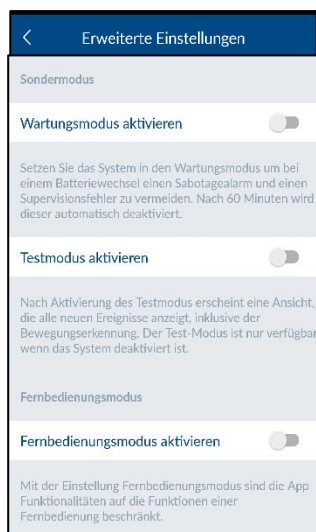 Erweiterte Einstellungen
Sondermodus
Wartungsmodus aktivieren
Setzen Sie das System in den Wartungsmodus um bei
einem Batteriewechsel einen Sabotagealarm und einen
Supervisionsfehler zu vermeiden. Nach 60 Minuten wird
dieser automatisch deaktiviert.
Testmodus aktivieren
Nach Aktivierung des Testmodus erscheint eine Ansicht,
die alle neuen Ereignisse anzeigt, inklusive der
Bewegungserkennung. Der Test-Modus ist nur verfügbar
wenn das System deaktiviert ist.
Fernbedienungsmodus
Fernbedienungsmodus aktivieren
Mit der Einstellung Fernbedienungsmodus sind die App
Funktionalitäten auf die Funktionen einer
Fernbedienung beschränkt.